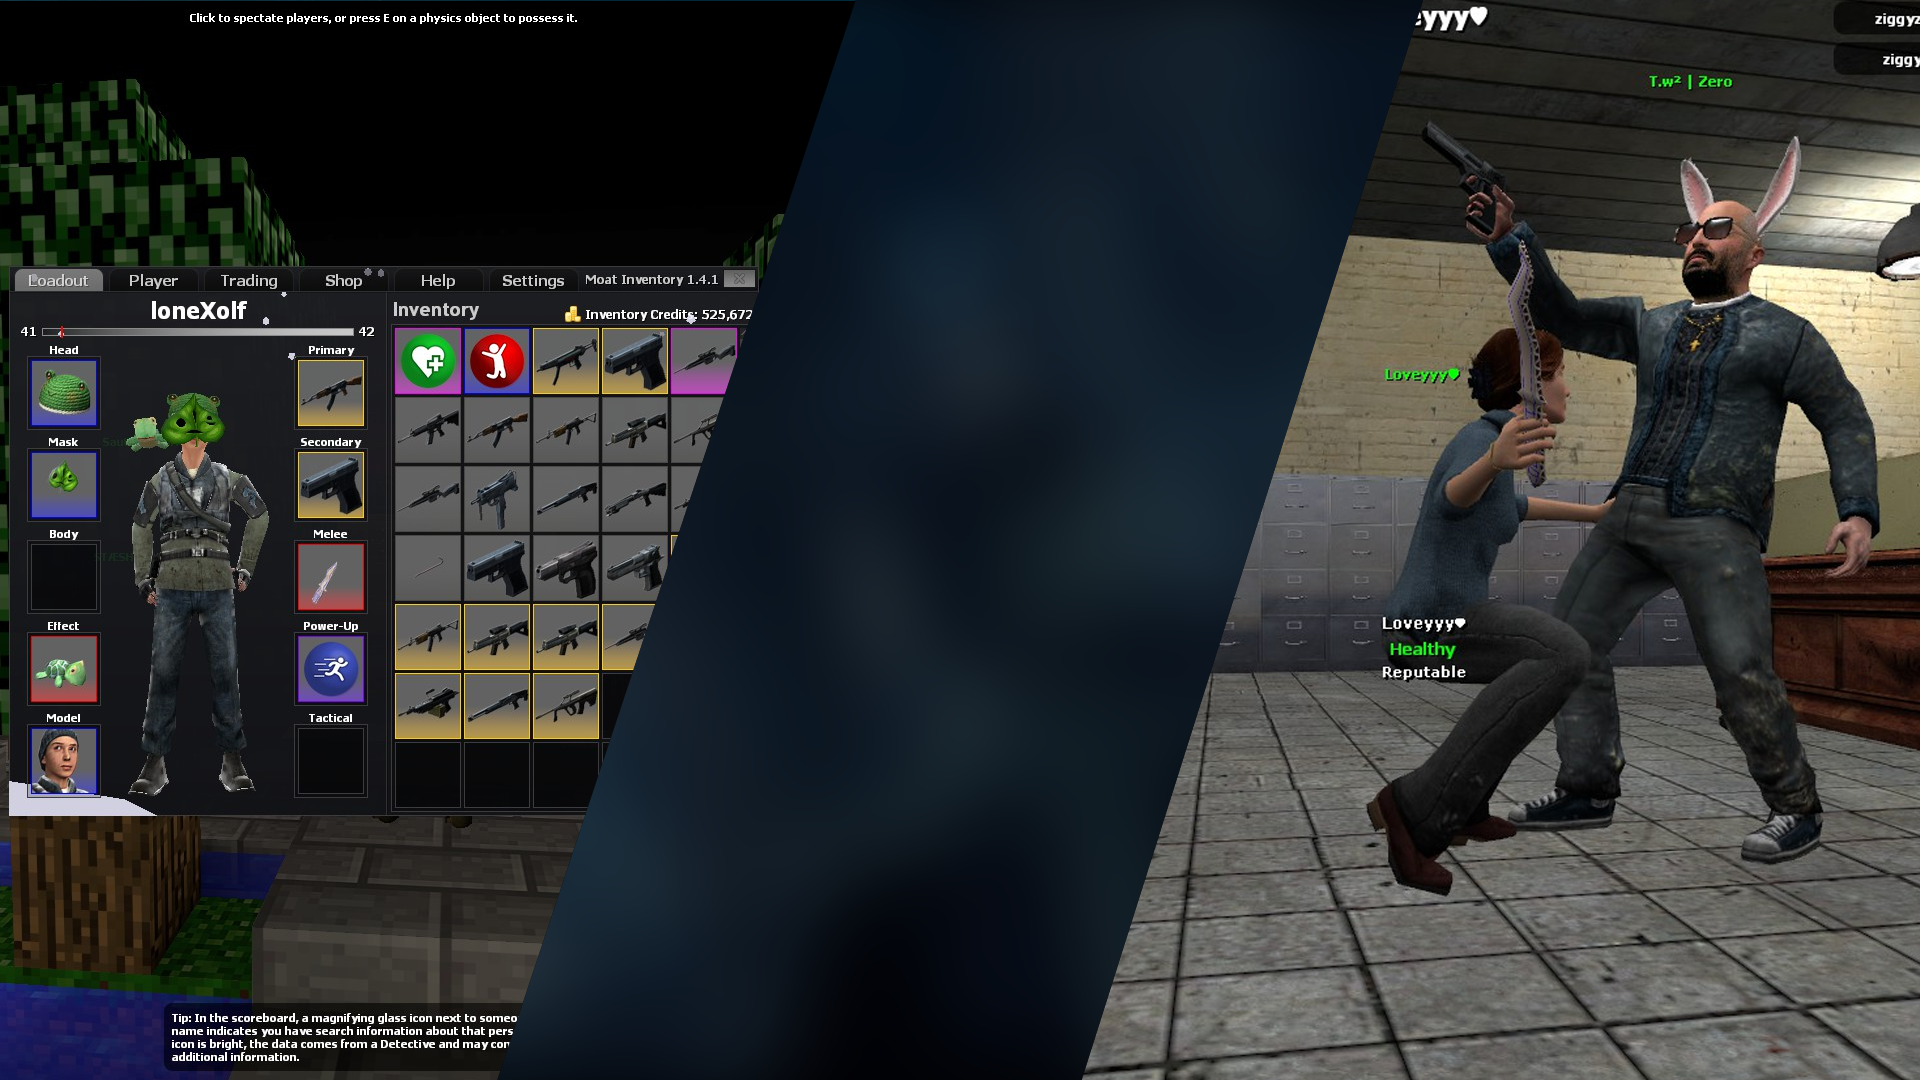 Click to spectate players, or press E on a physics object to possess it.
Loadout
Player
Trading
Shop
Help
Settings
Moat Inventory 1.4.1
loneXolf
41
42
Head
Mask
Body
Effect
Model
Primary
Secondary
Melee
Power-Up
Tactical
Inventory
Inventory Credits: 525,672
Tip: In the scoreboard, a magnifying glass icon next to someo
name indicates you have search information about that pers
icon is bright, the data comes from a Detective and may con
additional information.
eyyy♥
ziggyz
ziggy
T.w² | Zero
Loveyyy♥
Loveyyy♥
Healthy
Reputable